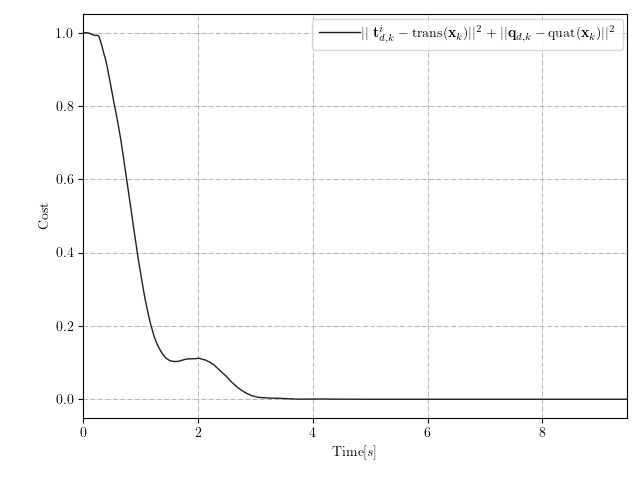 || t^i_{d,k} − trans(x_k)||² + ||q_{d,k} − quat(x_k)||²
1.0
0.8
0.6
0.4
0.2
0.0
Cost
0 2 4 6 8
Time[s]